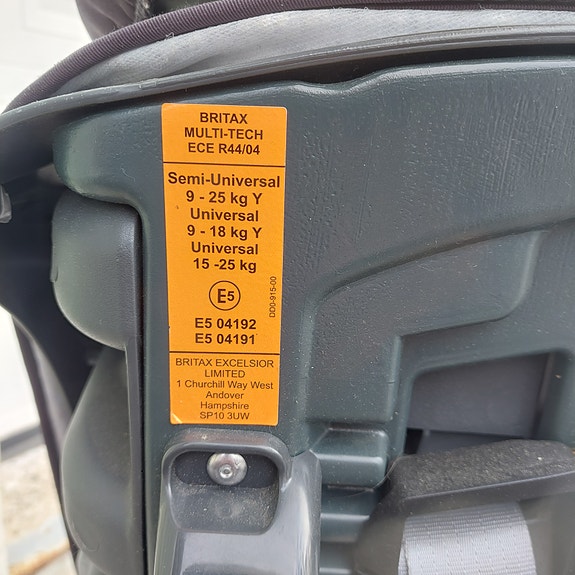 BRITAX
MULTI-TECH
ECE R44/04
Semi-Universal
9 - 25 kg Y
Universal
9 - 18 kg Y
Universal
15 -25 kg
E5
DD0-915-00
E5 04192
E5 04191
BRITAX EXCELSIOR
LIMITED
1 Churchill Way West
Andover
Hampshire
SP10 3UW